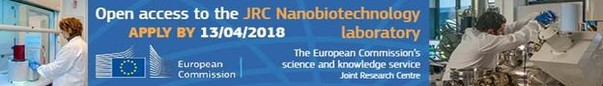 Open access to the JRC Nanobiotechnology
laboratory
APPLY BY 13/04/2018
The European Commission's
science and knowledge service
Joint Research Centre
European
Commission